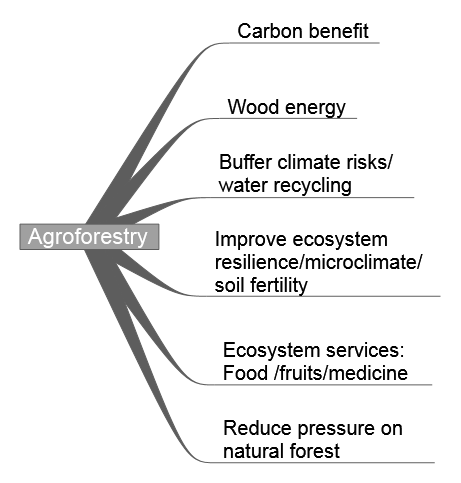 Carbon benefit
Wood energy
Buffer climate risks/
water recycling
Agroforestry
Improve ecosystem
resilience/microclimate/
soil fertility
Ecosystem services:
Food /fruits/medicine
Reduce pressure on
natural forest